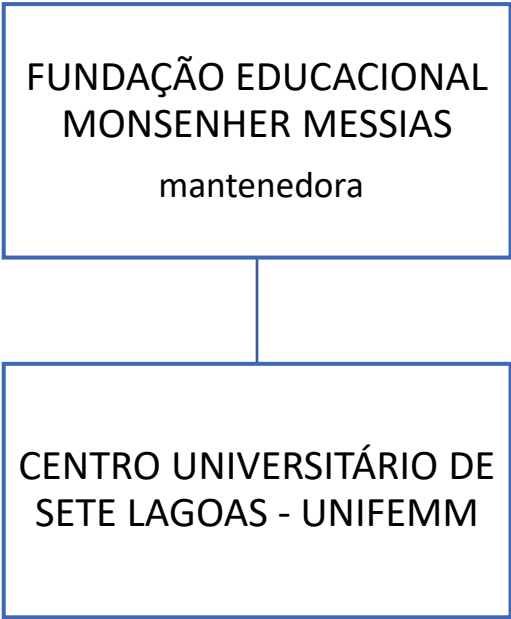 FUNDAÇÃO EDUCACIONAL
MONSENHER MESSIAS
mantenedora
CENTRO UNIVERSITÁRIO DE
SETE LAGOAS - UNIFEMM